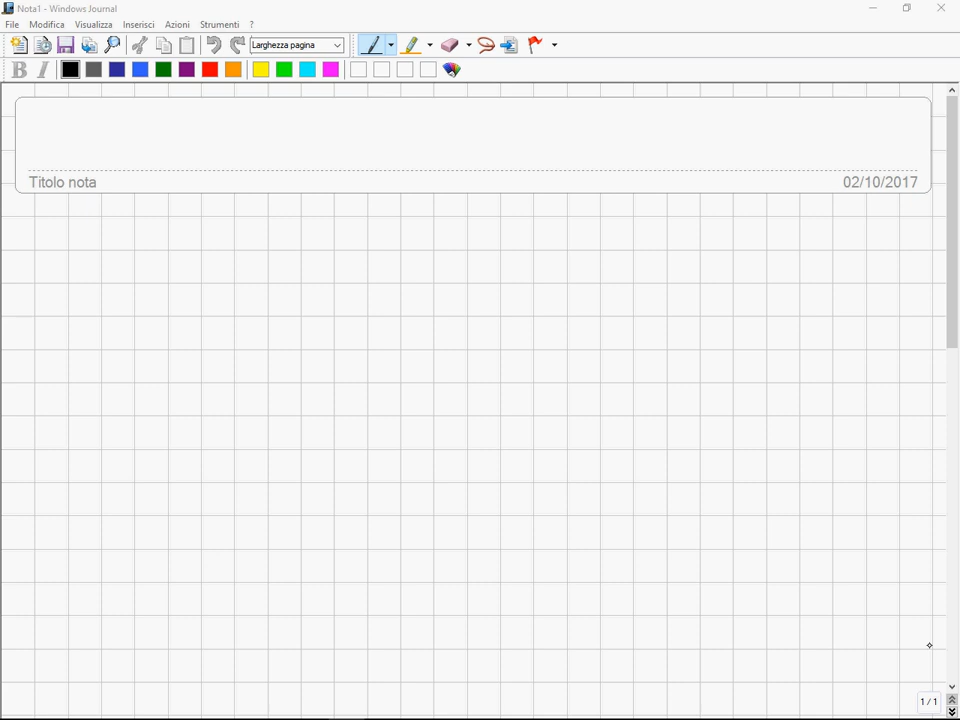 Nota1 - Windows Journal
File Modifica Visualizza Inserisci Azioni Strumenti ?
Larghezza pagina
B I
Titolo nota 02/10/2017
1 / 1